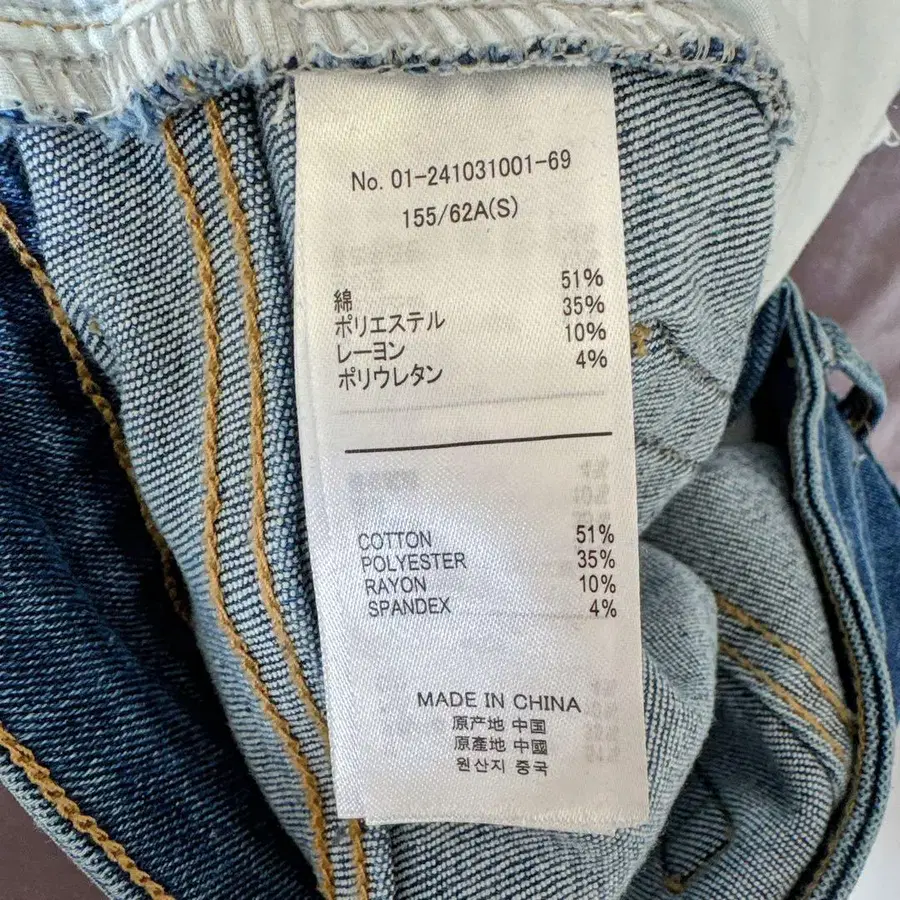 No. 01-241031001-69
155/62A(S)
綿 51%
ポリエステル 35%
レーヨン 10%
ポリウレタン 4%
COTTON 51%
POLYESTER 35%
RAYON 10%
SPANDEX 4%
MADE IN CHINA
原产地 中国
原產地 中國
원산지 중국